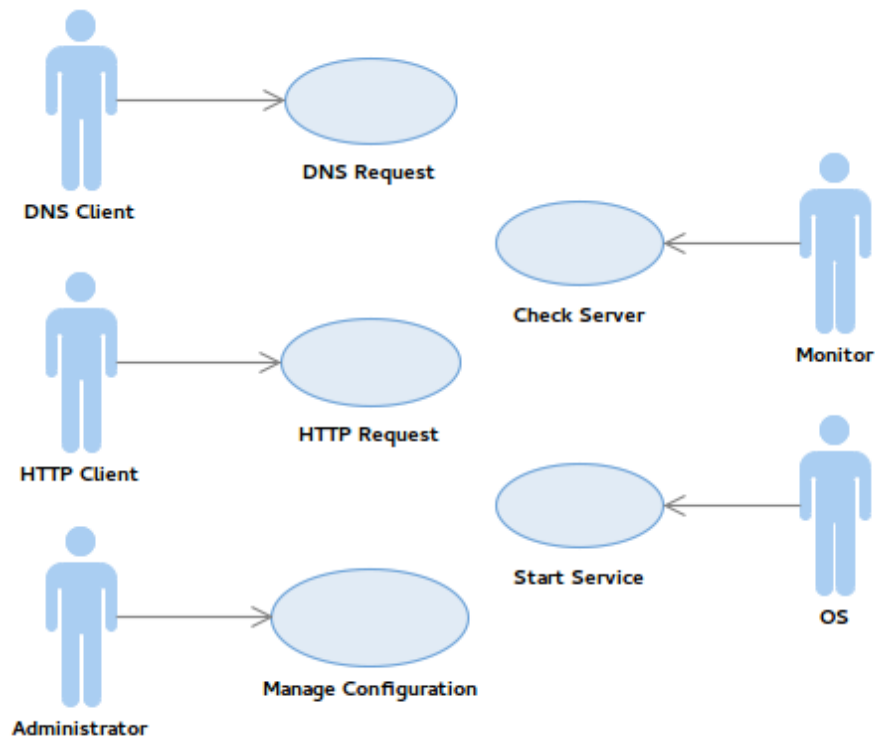 DNS Request
DNS Client
Check Server
Monitor
HTTP Request
HTTP Client
Start Service
OS
Manage Configuration
Administrator